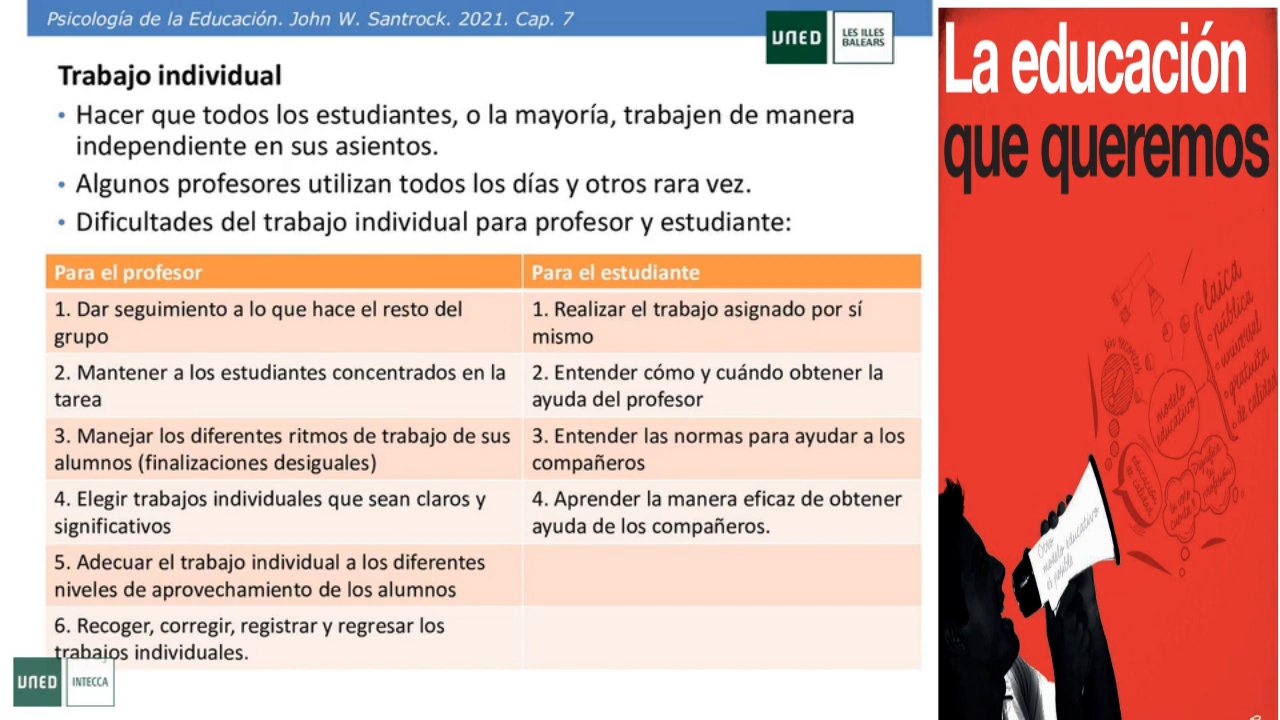 Psicología de la Educación. John W. Santrock. 2021. Cap. 7
UNED
LES ILLES
BALEARS
Trabajo individual
• Hacer que todos los estudiantes, o la mayoría, trabajen de manera
independiente en sus asientos.
• Algunos profesores utilizan todos los días y otros rara vez.
• Dificultades del trabajo individual para profesor y estudiante:
Para el profesor
Para el estudiante
1. Dar seguimiento a lo que hace el resto del
grupo
1. Realizar el trabajo asignado por sí
mismo
2. Mantener a los estudiantes concentrados en la
tarea
2. Entender cómo y cuándo obtener la
ayuda del profesor
3. Manejar los diferentes ritmos de trabajo de sus
alumnos (finalizaciones desiguales)
3. Entender las normas para ayudar a los
compañeros
4. Elegir trabajos individuales que sean claros y
significativos
4. Aprender la manera eficaz de obtener
ayuda de los compañeros.
5. Adecuar el trabajo individual a los diferentes
niveles de aprovechamiento de los alumnos
6. Recoger, corregir, registrar y regresar los
trabajos individuales.
UNED
INTECCA
La educación
que queremos
laica
pública
universal
gratuita
de calidad
sin recortes
modelo
educativo
Otro
modelo educativo
es posible